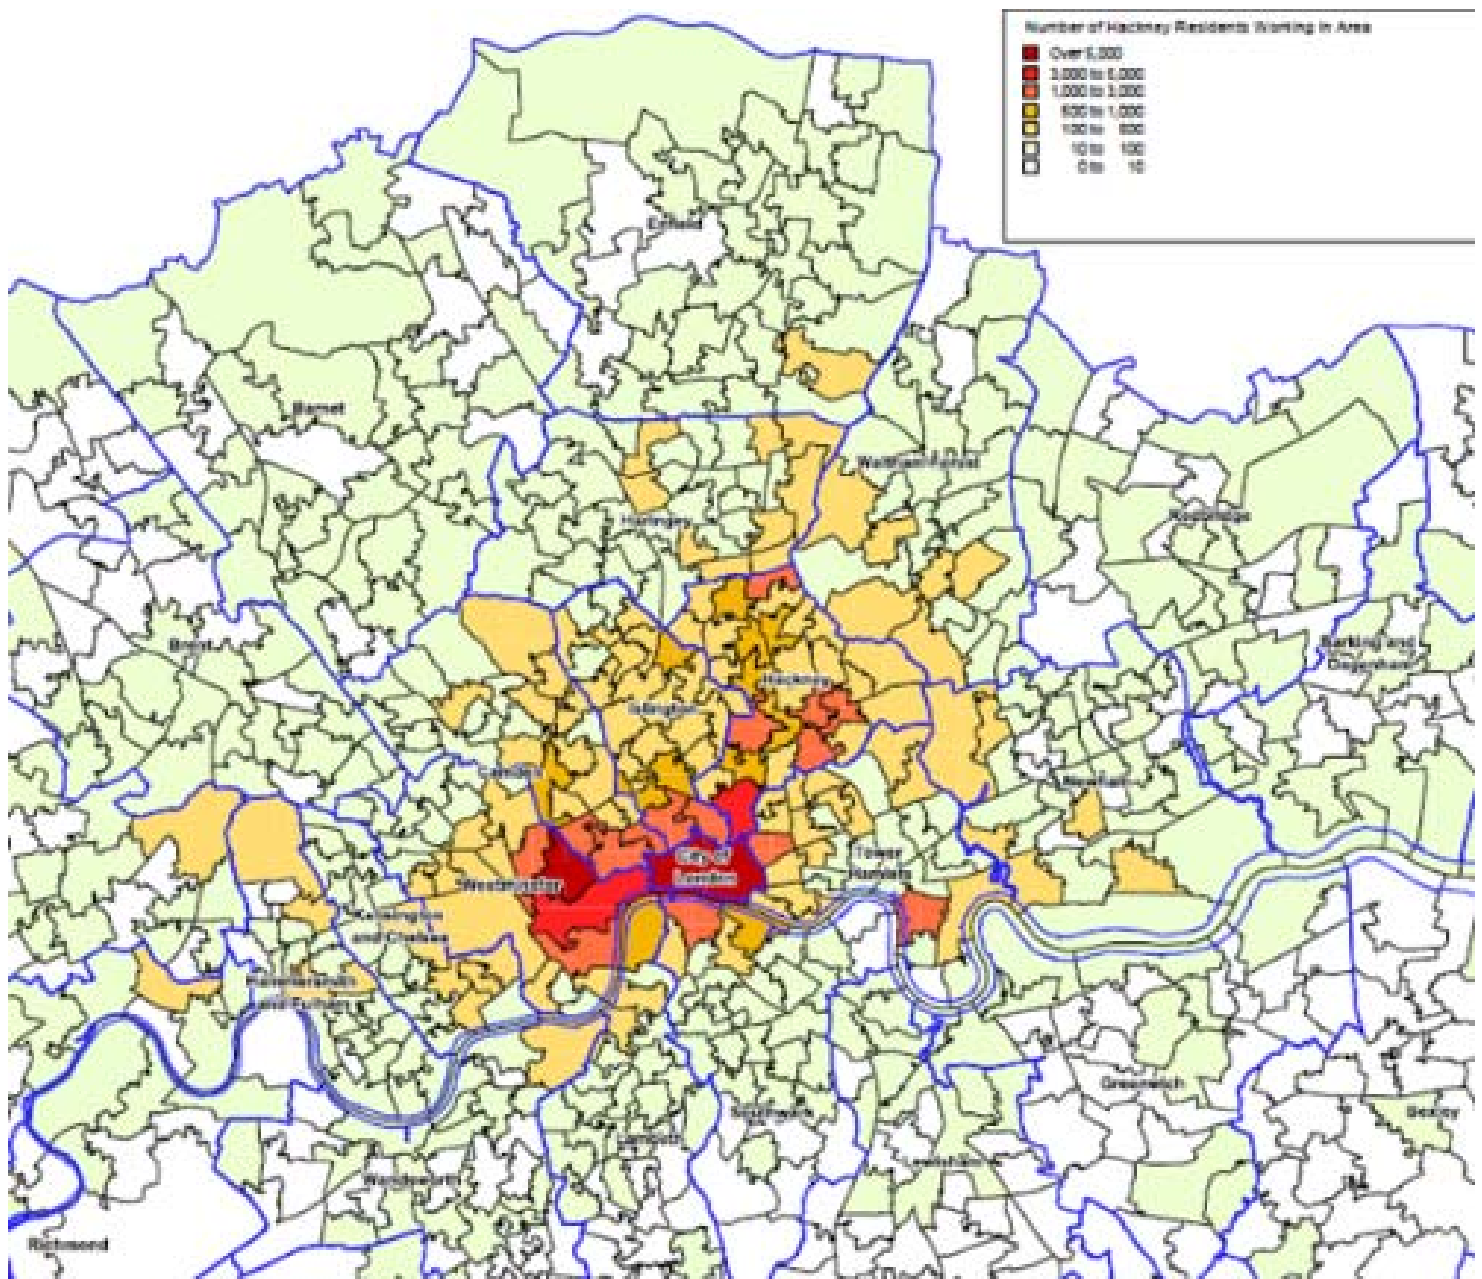 Number of Hackney Residents Working in Area
Over 5,000
3,000 to 5,000
1,000 to 3,000
500 to 1,000
100 to 500
10 to 100
0 to 10
Enfield
Barnet
Waltham Forest
Haringey
Redbridge
Brent
Barking and
Dagenham
Hackney
Islington
Camden
Newham
City of
London
Tower
Hamlets
Westminster
Kensington
and Chelsea
Hammersmith
and Fulham
Greenwich
Southwark
Bexley
Lambeth
Lewisham
Wandsworth
Richmond